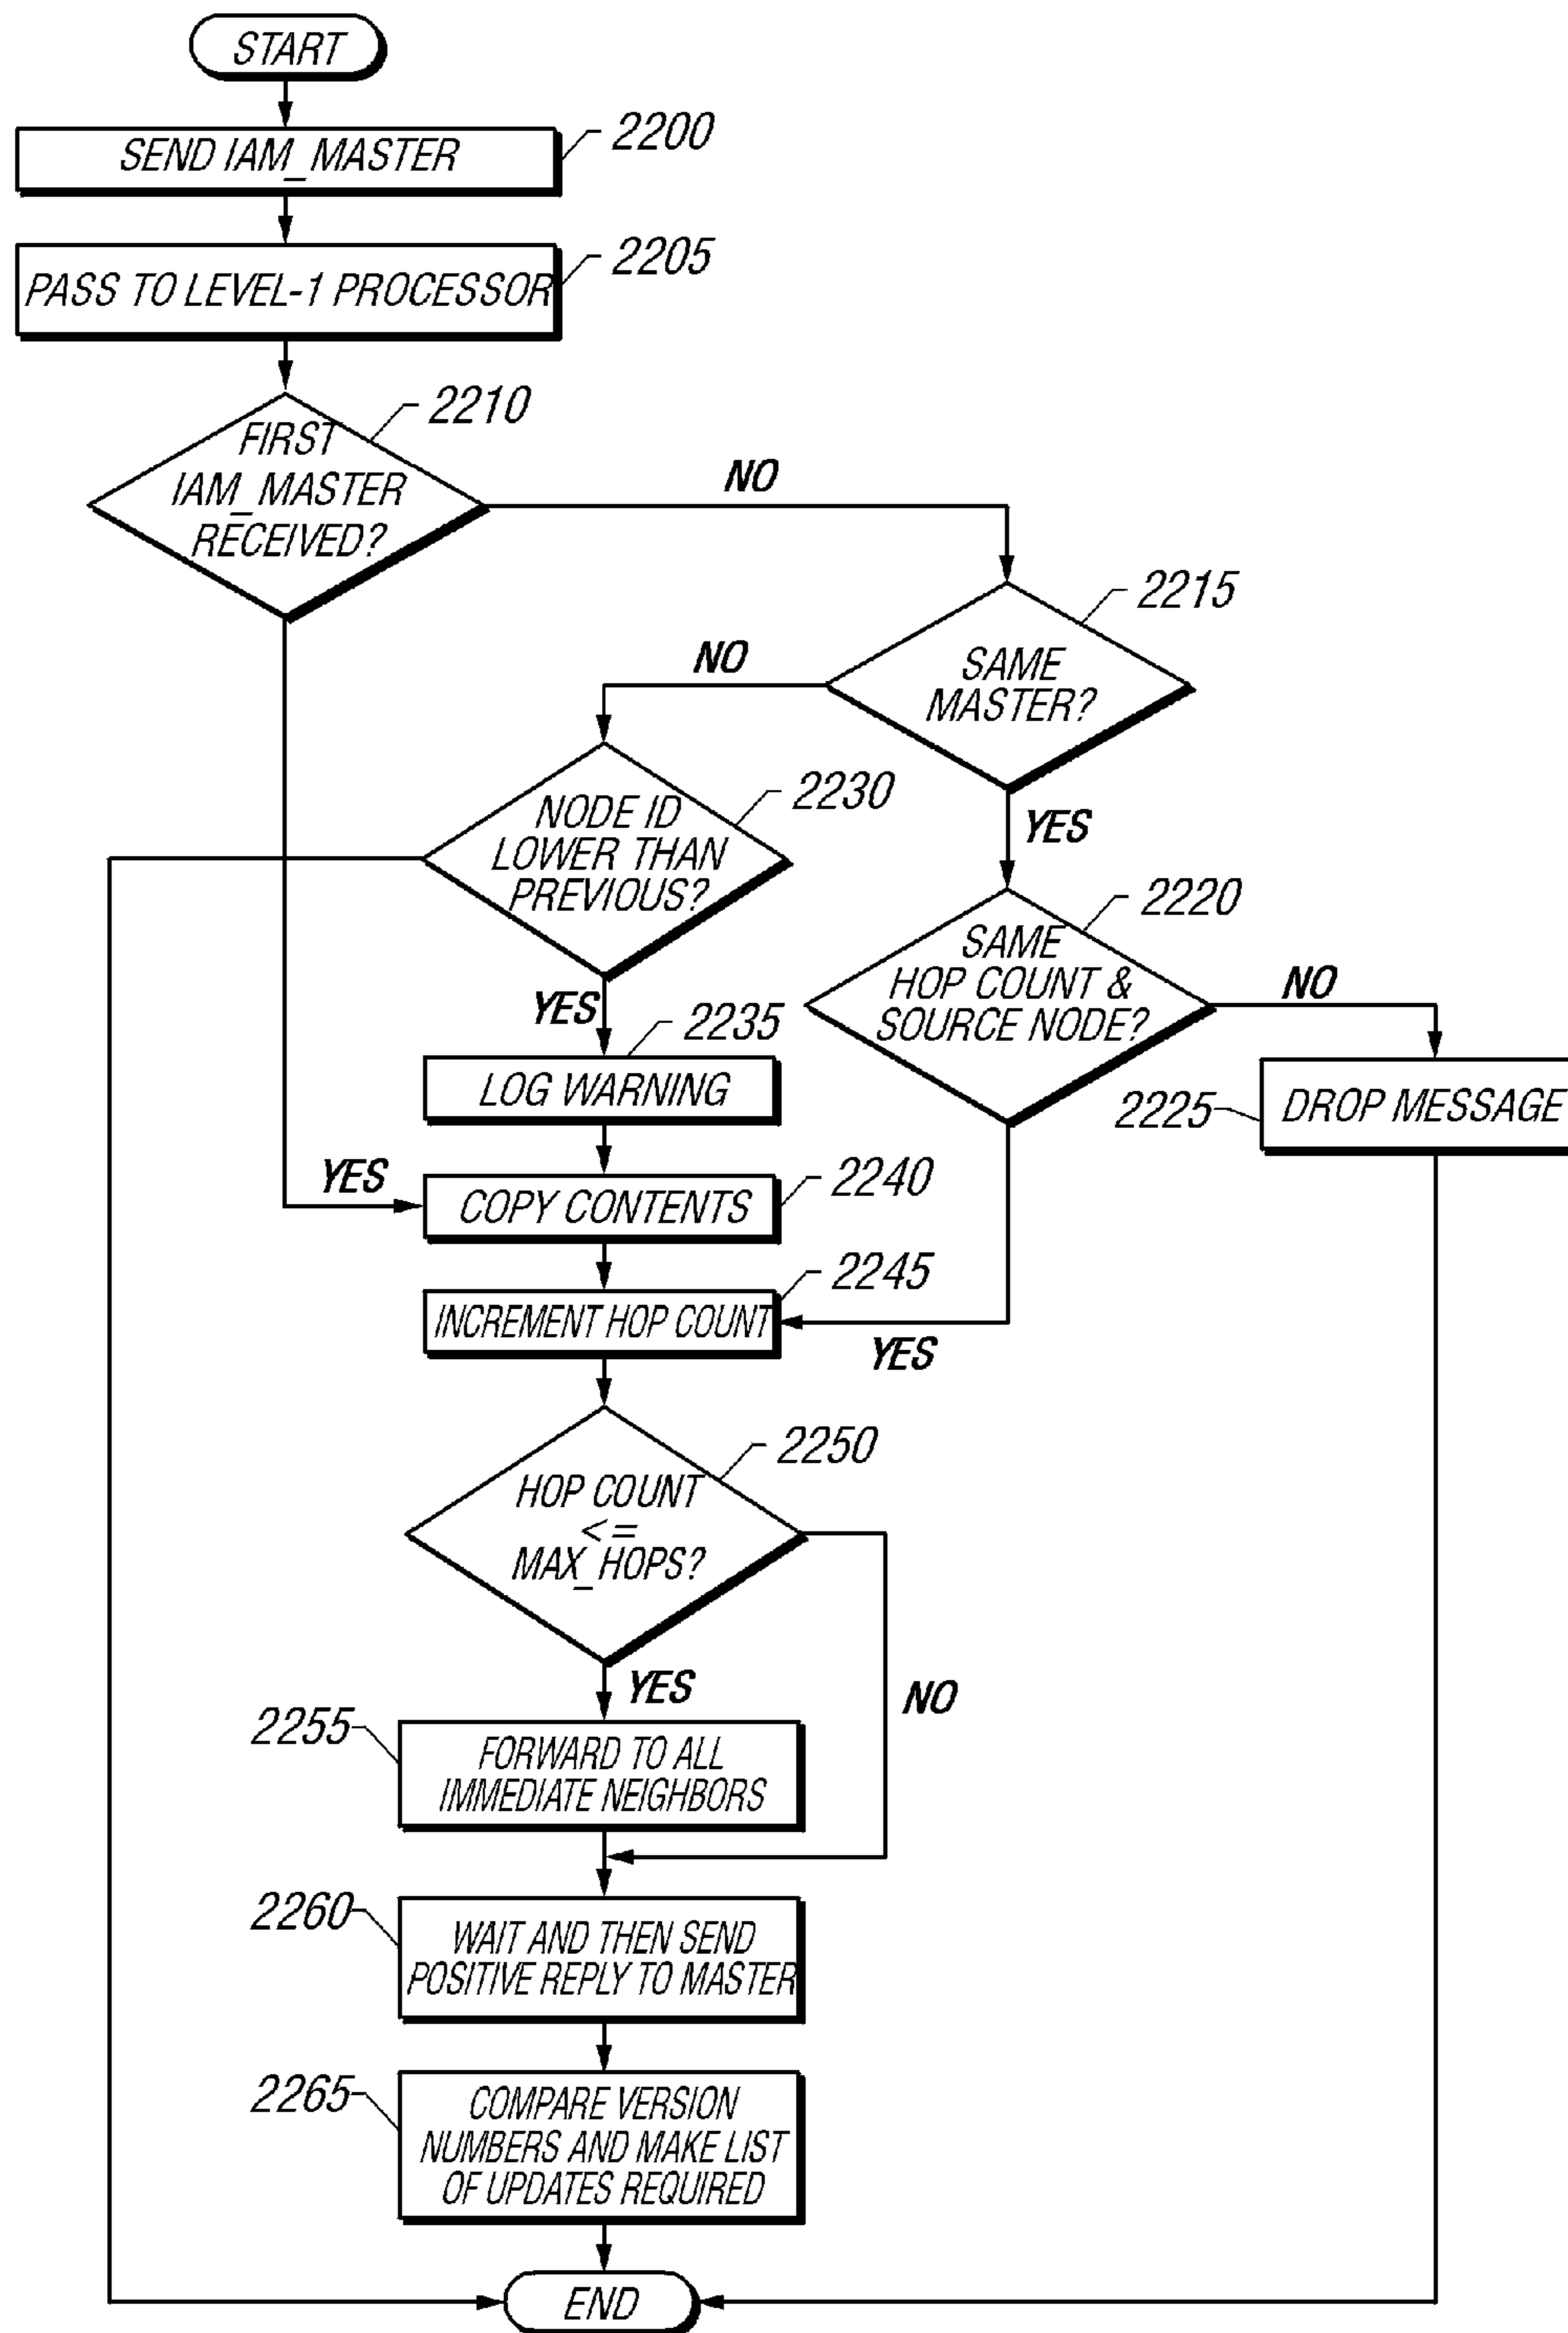 START
SEND IAM_MASTER
2200
PASS TO LEVEL-1 PROCESSOR
2205
FIRST
IAM_MASTER
RECEIVED?
2210
NO
SAME
MASTER?
2215
NO
YES
NODE ID
LOWER THAN
PREVIOUS?
2230
SAME
HOP COUNT &
SOURCE NODE?
2220
NO
YES
LOG WARNING
2235
2225
DROP MESSAGE
YES
COPY CONTENTS
2240
INCREMENT HOP COUNT
2245
YES
HOP COUNT
<=
MAX_HOPS?
2250
YES
NO
2255
FORWARD TO ALL
IMMEDIATE NEIGHBORS
2260
WAIT AND THEN SEND
POSITIVE REPLY TO MASTER
2265
COMPARE VERSION
NUMBERS AND MAKE LIST
OF UPDATES REQUIRED
END